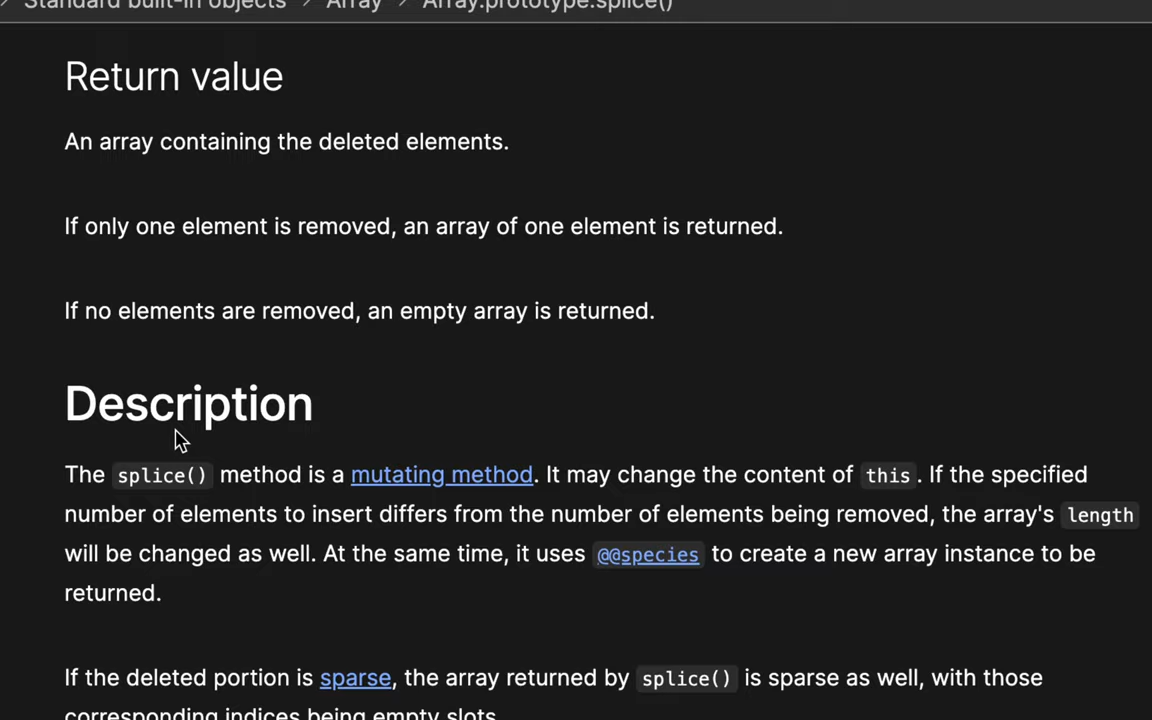 Standard built-in objects > Array > Array.prototype.splice()
Return value
An array containing the deleted elements.
If only one element is removed, an array of one element is returned.
If no elements are removed, an empty array is returned.
Description
The splice() method is a mutating method. It may change the content of this. If the specified
number of elements to insert differs from the number of elements being removed, the array's length
will be changed as well. At the same time, it uses @@species to create a new array instance to be
returned.
If the deleted portion is sparse, the array returned by splice() is sparse as well, with those
corresponding indices being empty slots.